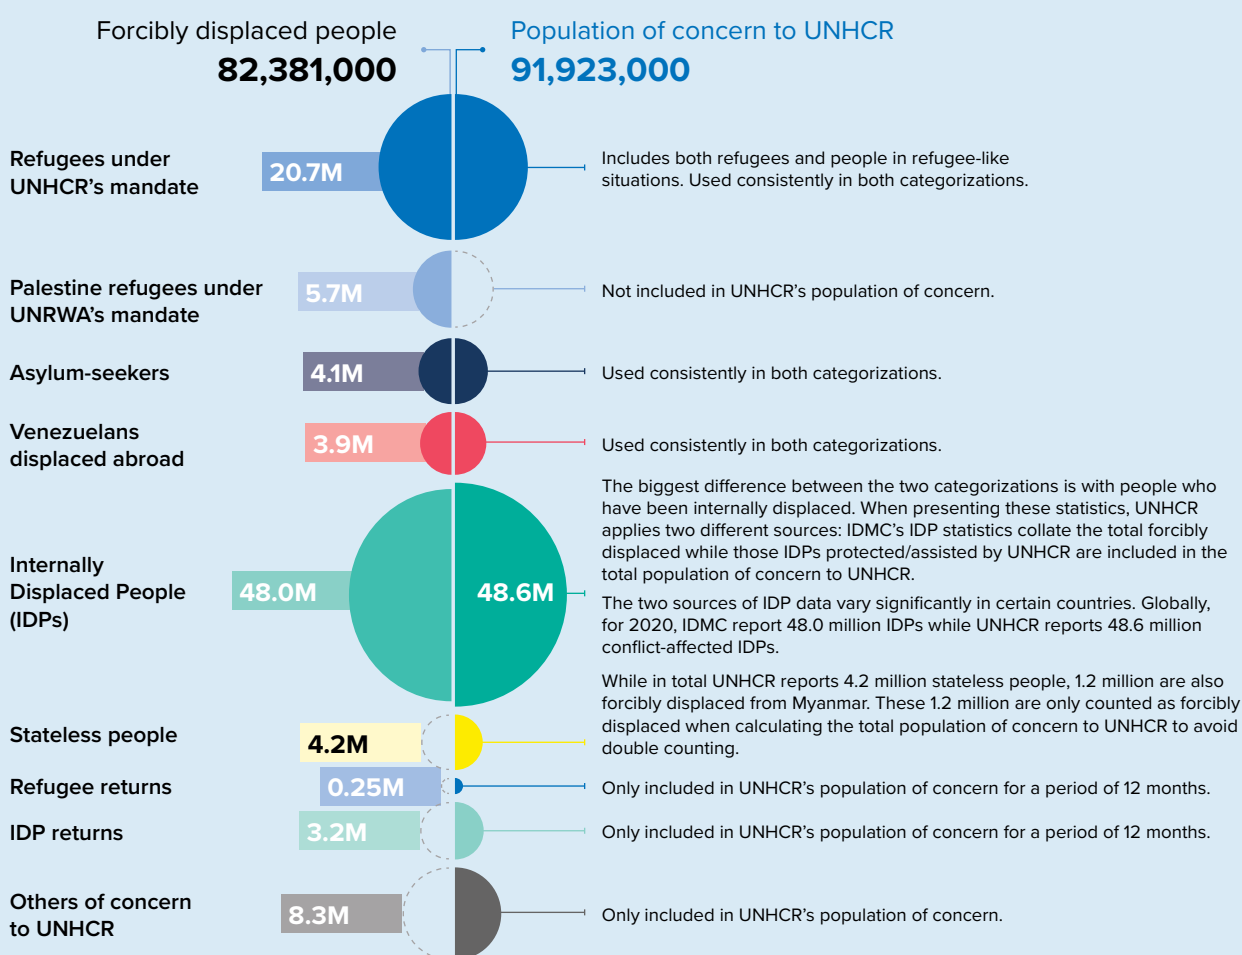 Forcibly displaced people
82,381,000
Population of concern to UNHCR
91,923,000
Refugees under
UNHCR's mandate
20.7M
Includes both refugees and people in refugee-like
situations. Used consistently in both categorizations.
Palestine refugees under
UNRWA's mandate
5.7M
Not included in UNHCR's population of concern.
Asylum-seekers
4.1M
Used consistently in both categorizations.
Venezuelans
displaced abroad
3.9M
Used consistently in both categorizations.
Internally
Displaced People
(IDPs)
48.0M
48.6M
The biggest difference between the two categorizations is with people who
have been internally displaced. When presenting these statistics, UNHCR
applies two different sources: IDMC's IDP statistics collate the total forcibly
displaced while those IDPs protected/assisted by UNHCR are included in the
total population of concern to UNHCR.
The two sources of IDP data vary significantly in certain countries. Globally,
for 2020, IDMC report 48.0 million IDPs while UNHCR reports 48.6 million
conflict-affected IDPs.
Stateless people
4.2M
While in total UNHCR reports 4.2 million stateless people, 1.2 million are also
forcibly displaced from Myanmar. These 1.2 million are only counted as forcibly
displaced when calculating the total population of concern to UNHCR to avoid
double counting.
Refugee returns
0.25M
Only included in UNHCR's population of concern for a period of 12 months.
IDP returns
3.2M
Only included in UNHCR's population of concern for a period of 12 months.
Others of concern
to UNHCR
8.3M
Only included in UNHCR's population of concern.